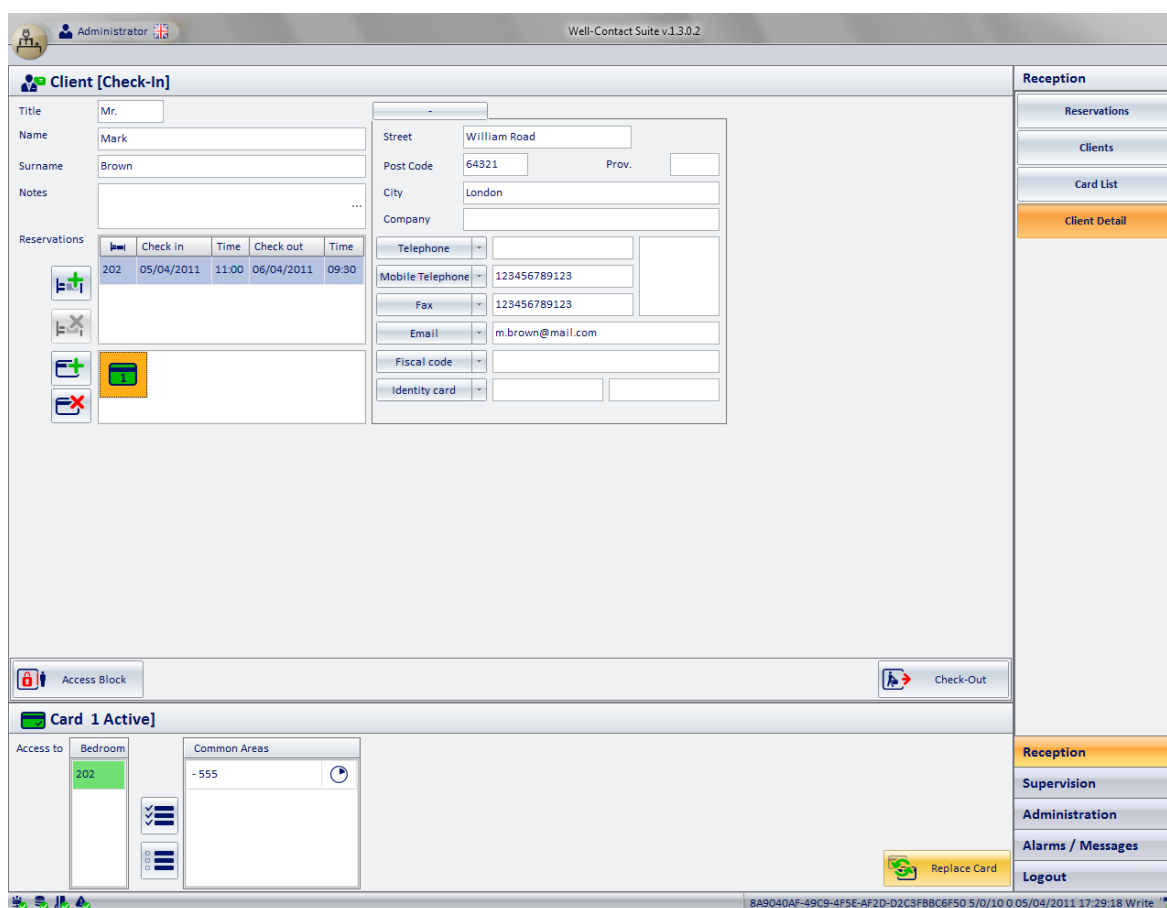 Administrator
Well-Contact Suite v.1.3.0.2
Client [Check-In]
Title Mr.
Name Mark
Surname Brown
Notes
...
Reservations
Check in Time Check out Time
202 05/04/2011 11:00 06/04/2011 09:30
1
-
Street William Road
Post Code 64321 Prov.
City London
Company
Telephone
Mobile Telephone 123456789123
Fax 123456789123
Email m.brown@mail.com
Fiscal code
Identity card
Access Block
Check-Out
Card 1 Active]
Access to Bedroom Common Areas
202 - 555
Replace Card
Reception
Reservations
Clients
Card List
Client Detail
Reception
Supervision
Administration
Alarms / Messages
Logout
8A9040AF-49C9-4F5E-AF2D-D2C3FBBC6F50 5/0/10 0 05/04/2011 17:29:18 Write